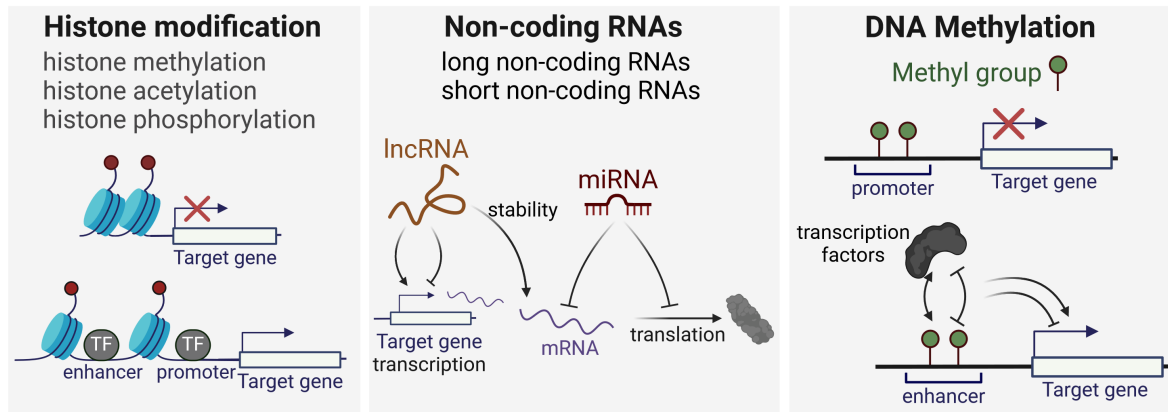 Histone modification
histone methylation
histone acetylation
histone phosphorylation
Target gene
TF
TF
enhancer
promoter
Target gene
Non-coding RNAs
long non-coding RNAs
short non-coding RNAs
lncRNA
miRNA
stability
Target gene
transcription
mRNA
translation
DNA Methylation
Methyl group
promoter
Target gene
transcription
factors
enhancer
Target gene